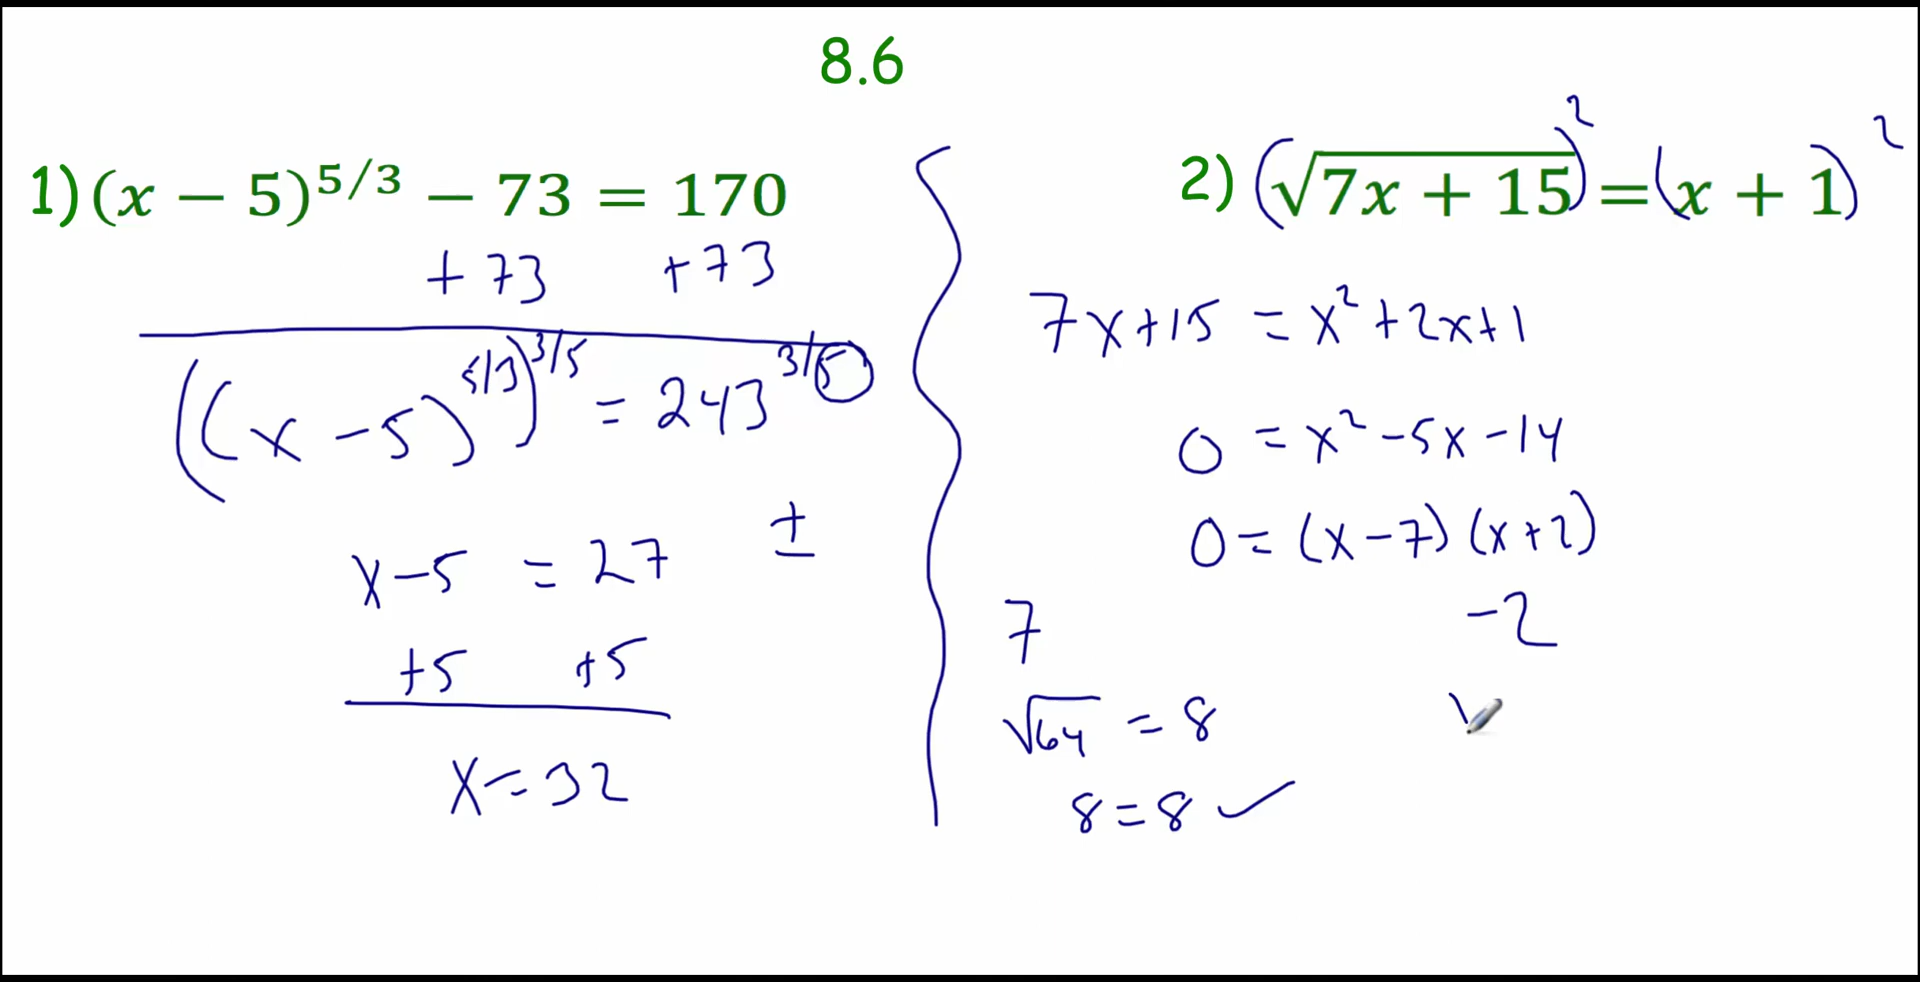 8.6
1) (x − 5)^{5/3} − 73 = 170
+73 +73
((x − 5)^{5/3})^{3/5} = 243^{3/5}
±
x − 5 = 27
+5 +5
x = 32
2) (√(7x + 15))² = (x + 1)²
7x + 15 = x² + 2x + 1
0 = x² − 5x − 14
0 = (x − 7)(x + 2)
7 −2
√64 = 8
8 = 8 ✓